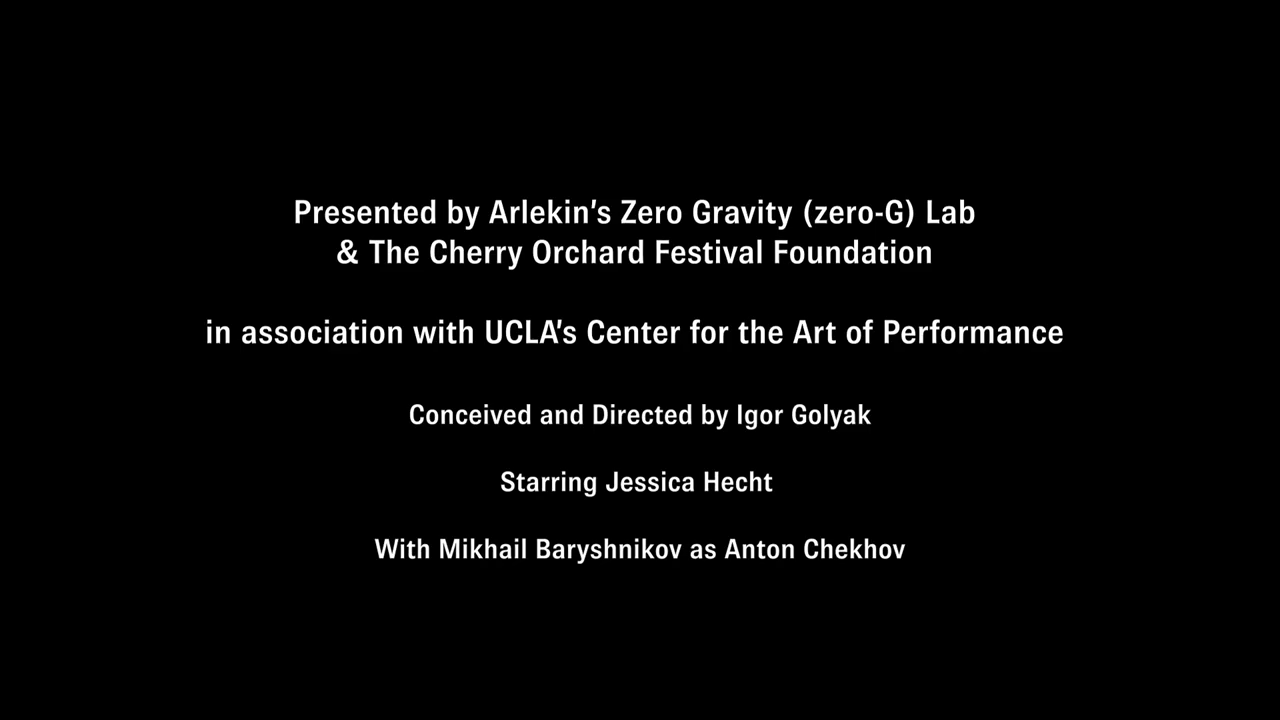 Presented by Arlekin's Zero Gravity (zero-G) Lab
& The Cherry Orchard Festival Foundation
in association with UCLA's Center for the Art of Performance
Conceived and Directed by Igor Golyak
Starring Jessica Hecht
With Mikhail Baryshnikov as Anton Chekhov